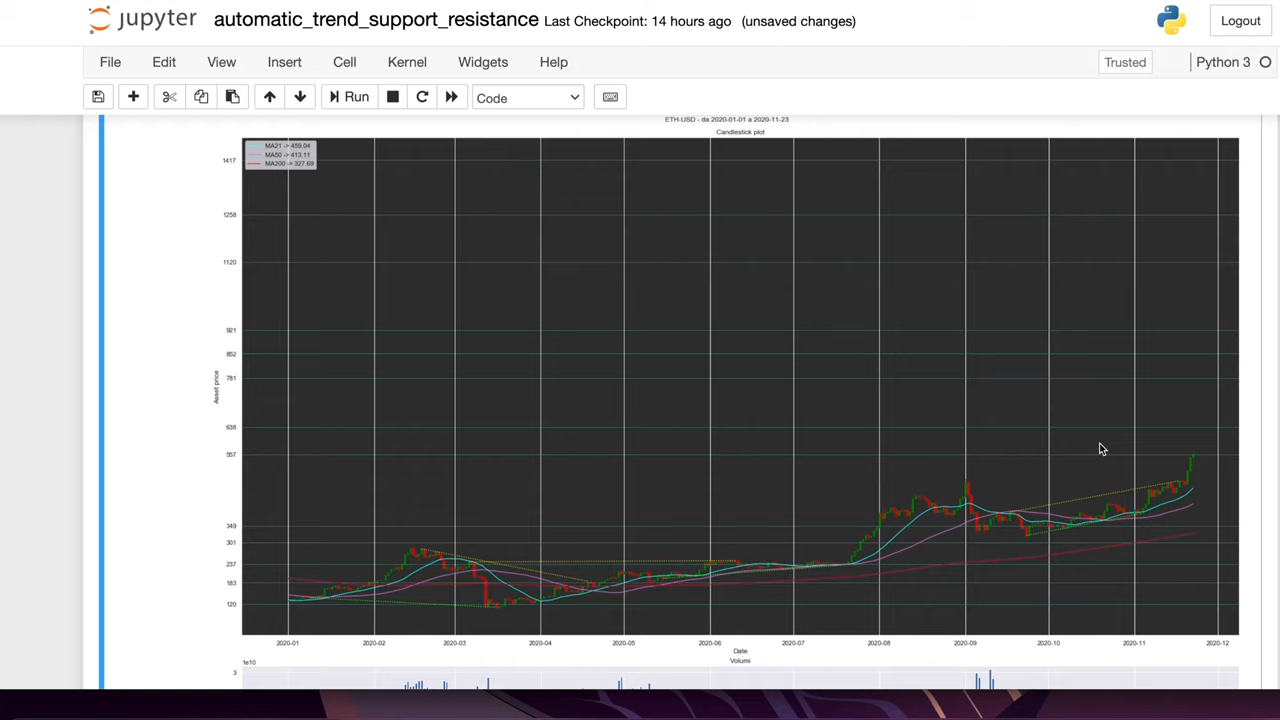 jupyter automatic_trend_support_resistance Last Checkpoint: 14 hours ago (unsaved changes) Logout
File Edit View Insert Cell Kernel Widgets Help Trusted Python 3
Run Code
ETH-USD - da 2020-01-01 a 2020-11-23
Candlestick plot
MA21 -> 459.04
MA50 -> 413.11
MA200 -> 327.69
1417
1258
1120
921
852
781
638
557
349
301
237
183
120
Asset price
2020-01 2020-02 2020-03 2020-04 2020-05 2020-06 2020-07 2020-08 2020-09 2020-10 2020-11 2020-12
Date
Volumi
1e10
3